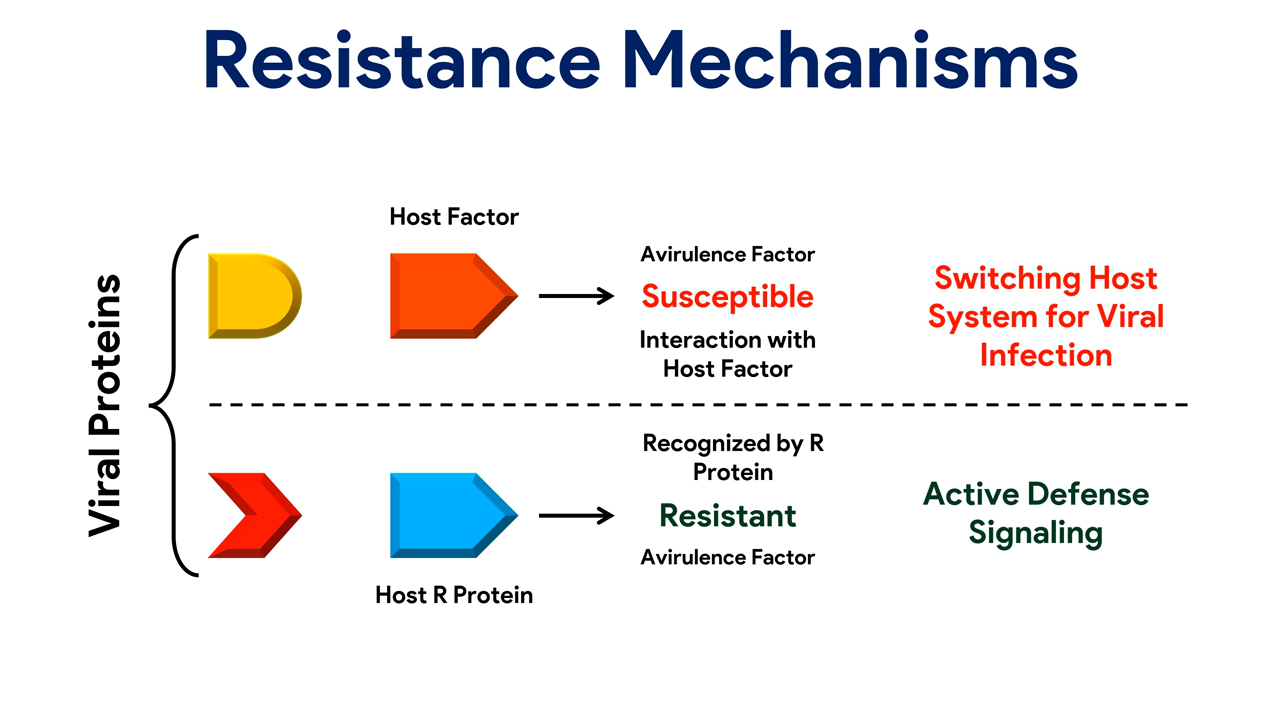 Resistance Mechanisms
Viral Proteins
Host Factor
Avirulence Factor
Susceptible
Interaction with
Host Factor
Switching Host
System for Viral
Infection
Recognized by R
Protein
Resistant
Avirulence Factor
Active Defense
Signaling
Host R Protein